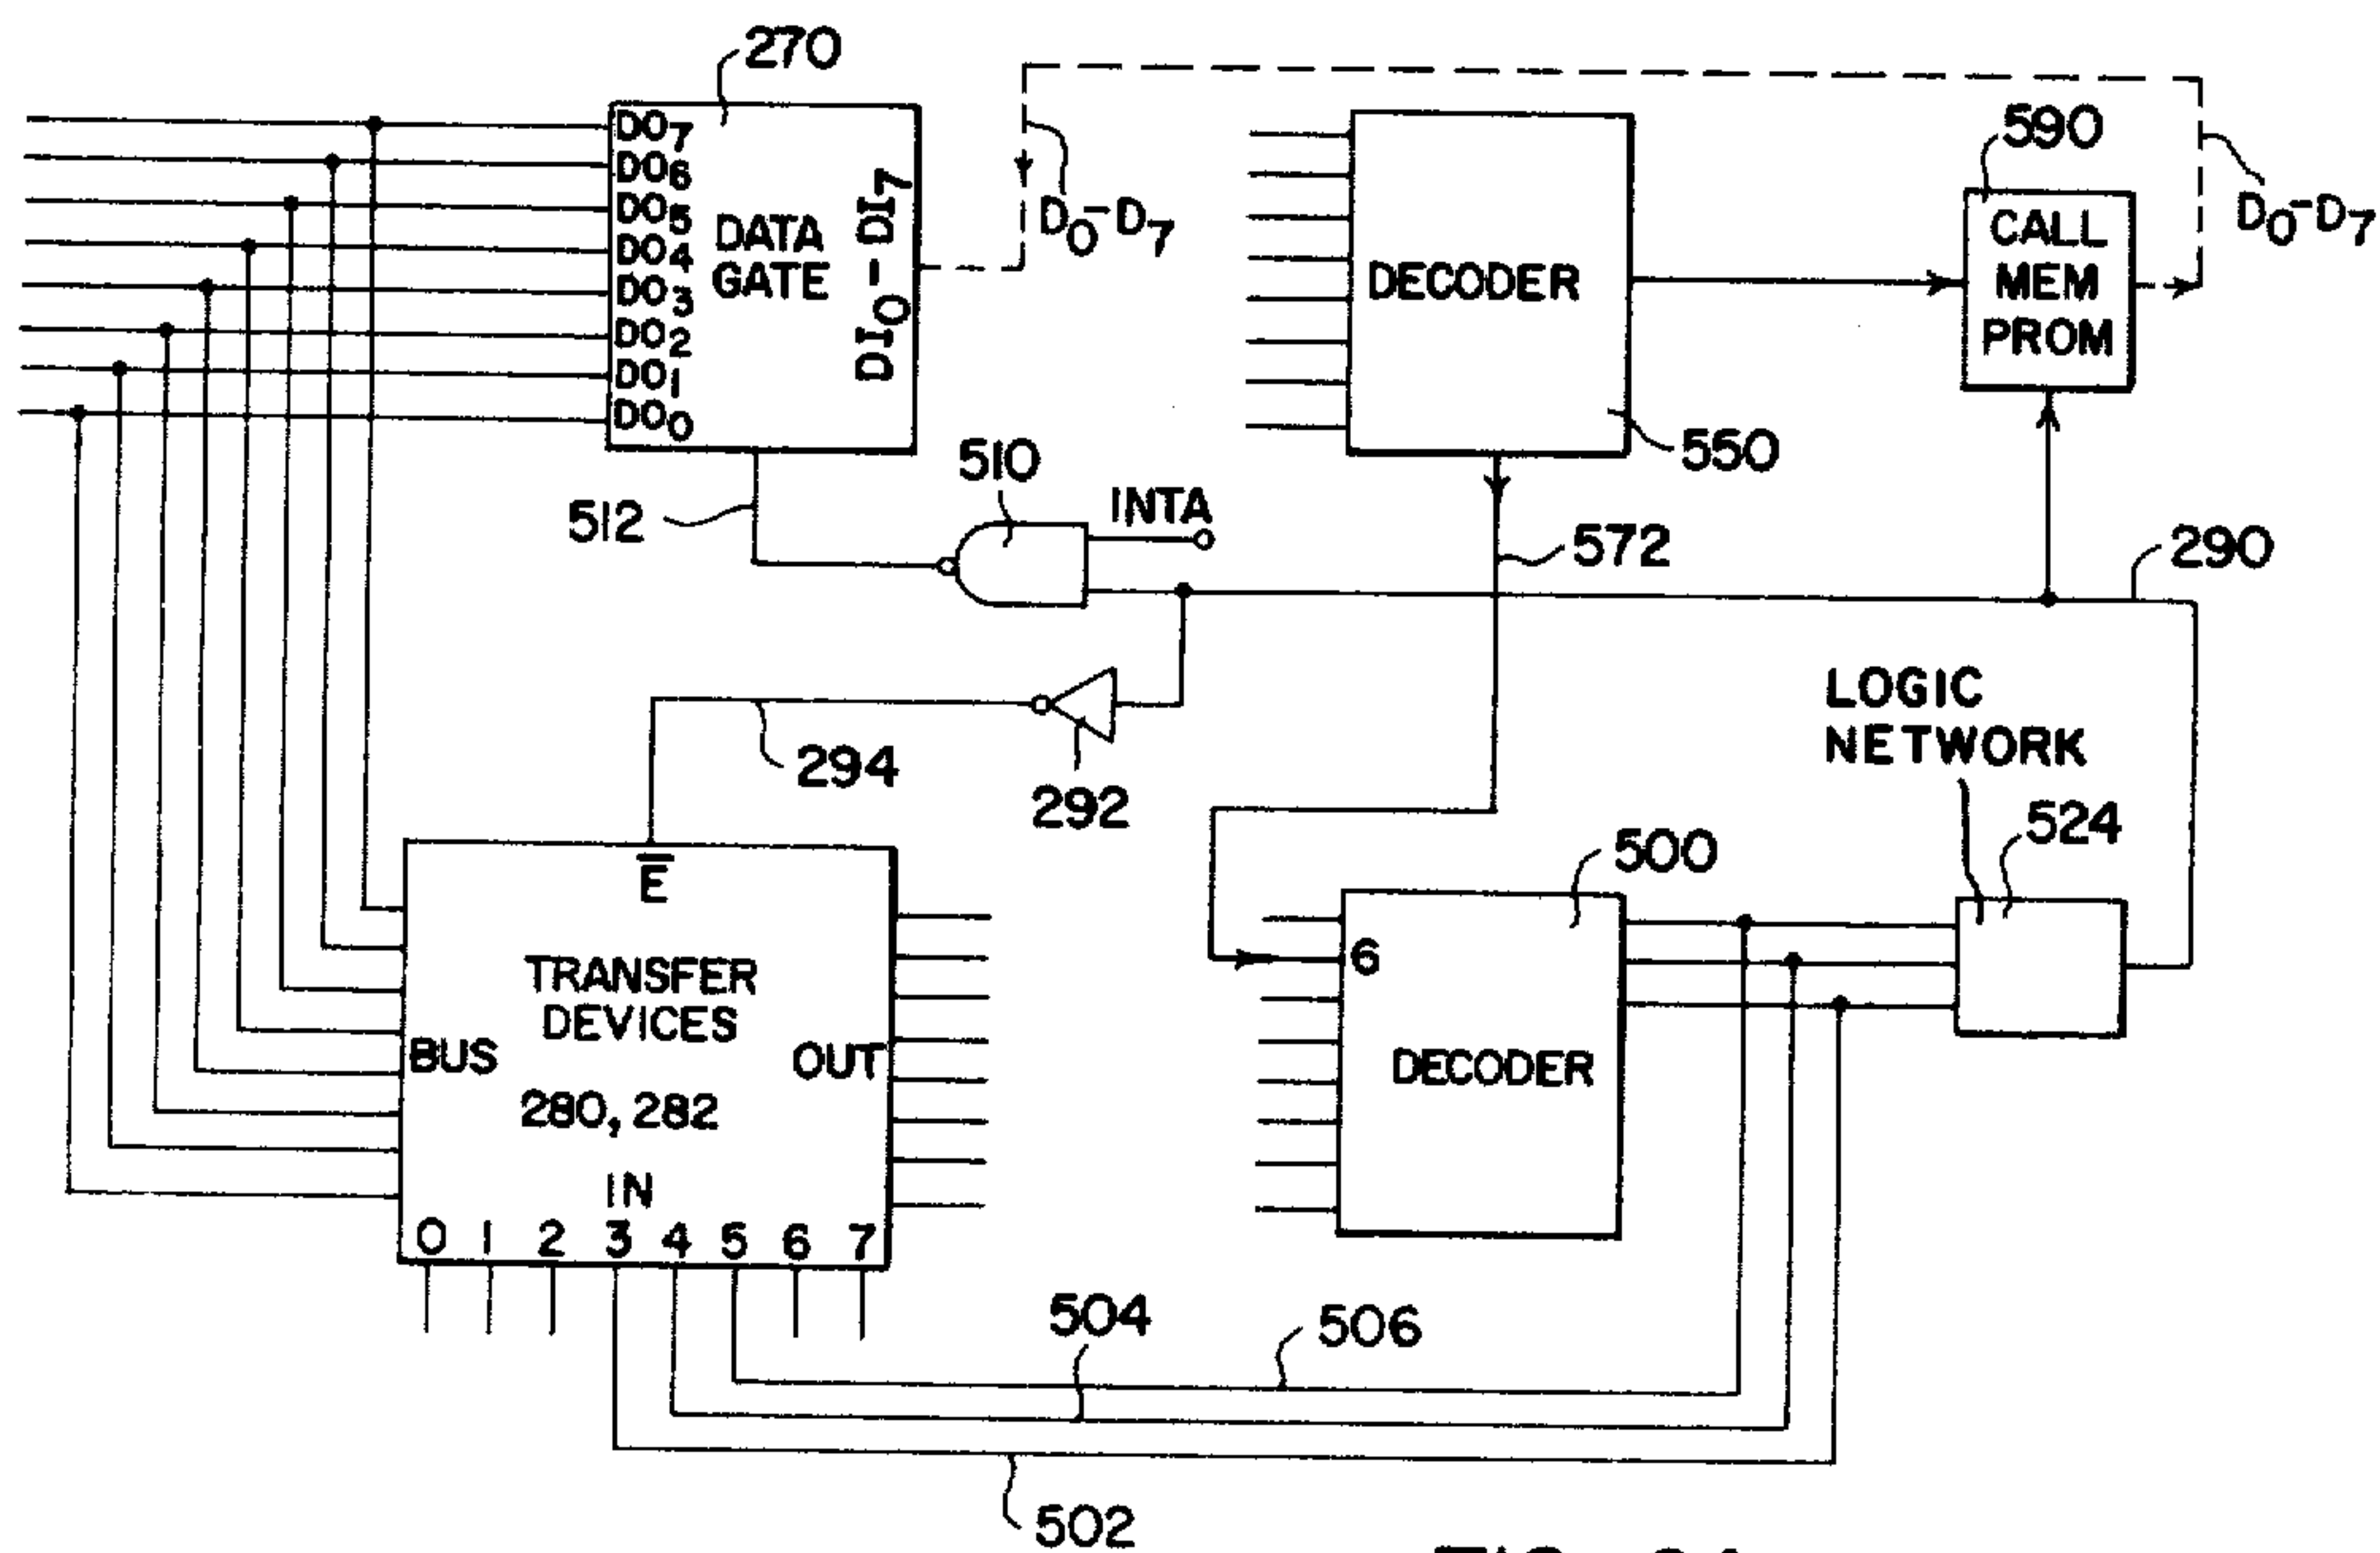 270
DO7
DO6
DO5
DO4
DO3
DO2
DO1
DO0
DATA
GATE
DI0-DI7
D0-D7
DECODER
550
590
CALL
MEM
PROM
D0-D7
510
INTA
512
572
290
294
292
LOGIC
NETWORK
524
500
E̅
TRANSFER
DEVICES
BUS
OUT
280, 282
IN
0 1 2 3 4 5 6 7
6
DECODER
504
506
502